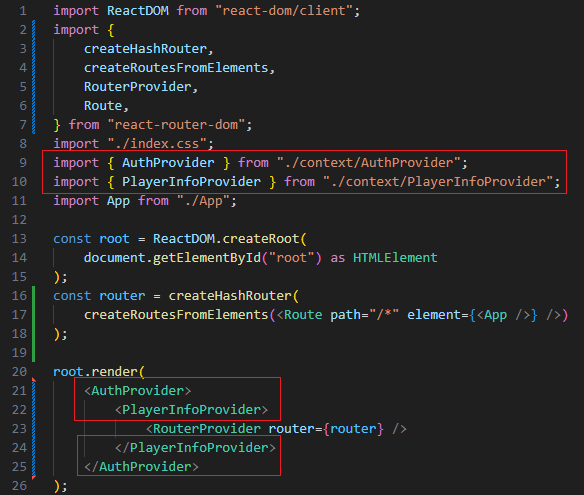 1 import ReactDOM from "react-dom/client";
2 import {
3     createHashRouter,
4     createRoutesFromElements,
5     RouterProvider,
6     Route,
7 } from "react-router-dom";
8 import "./index.css";
9 import { AuthProvider } from "./context/AuthProvider";
10 import { PlayerInfoProvider } from "./context/PlayerInfoProvider";
11 import App from "./App";
12
13 const root = ReactDOM.createRoot(
14     document.getElementById("root") as HTMLElement
15 );
16 const router = createHashRouter(
17     createRoutesFromElements(<Route path="/*" element={<App />} />)
18 );
19
20 root.render(
21     <AuthProvider>
22         <PlayerInfoProvider>
23             <RouterProvider router={router} />
24         </PlayerInfoProvider>
25     </AuthProvider>
26 );